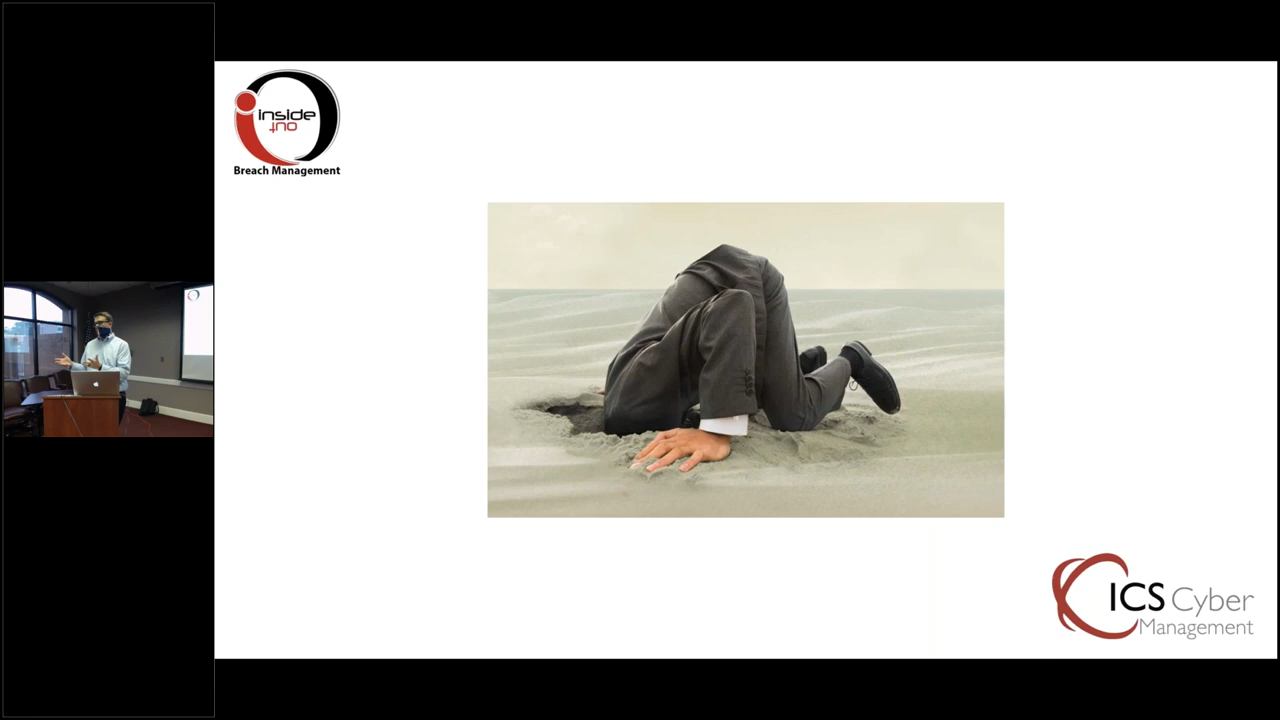 inside
out
Breach Management
ICS Cyber
Management